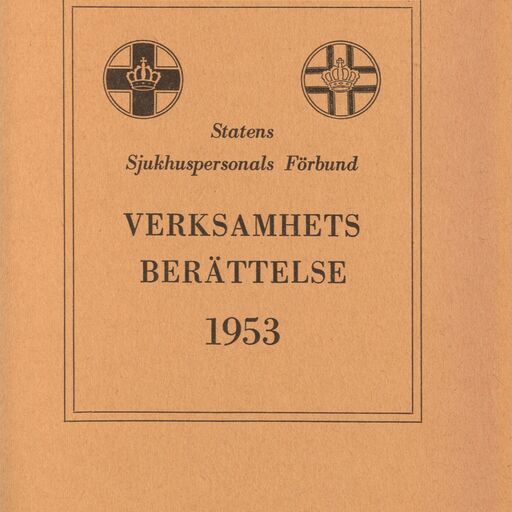 Statens
Sjukhuspersonals Förbund
VERKSAMHETS
BERÄTTELSE
1953